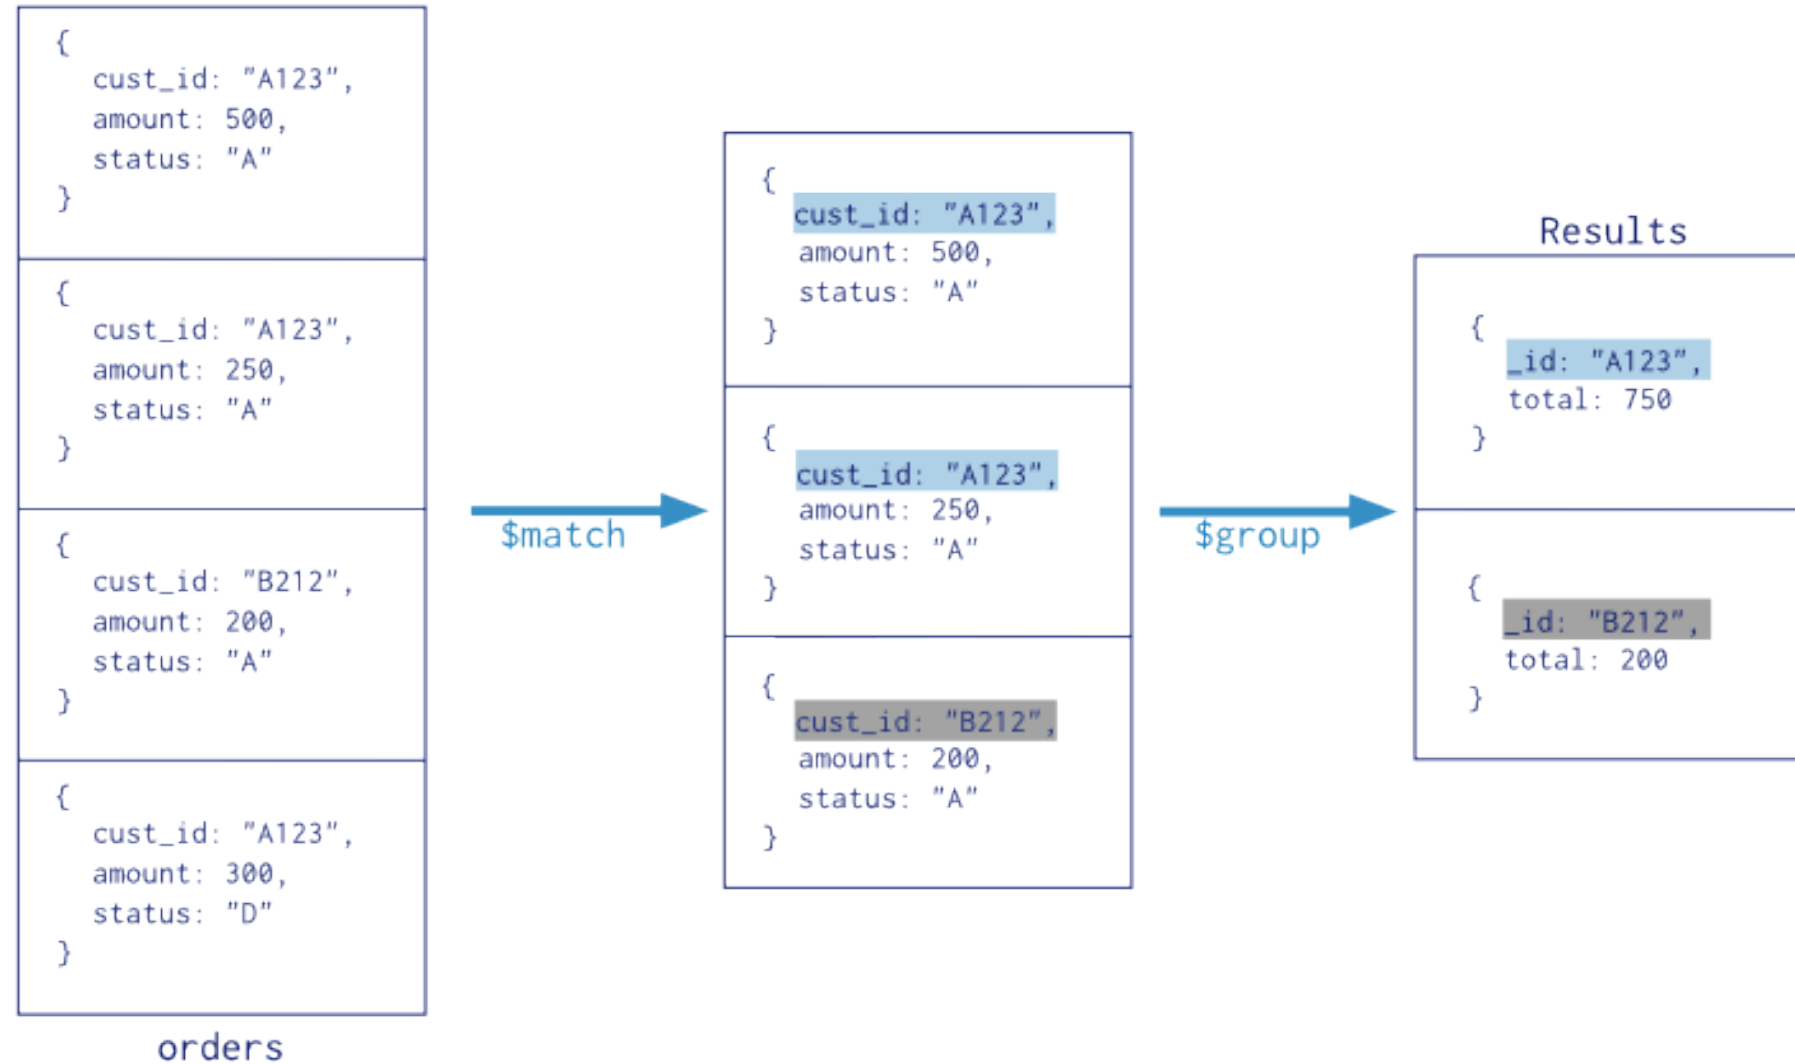 {
cust_id: "A123",
amount: 500,
status: "A"
}
{
cust_id: "A123",
amount: 250,
status: "A"
}
{
cust_id: "B212",
amount: 200,
status: "A"
}
{
cust_id: "A123",
amount: 300,
status: "D"
}
orders
$match
{
cust_id: "A123",
amount: 500,
status: "A"
}
{
cust_id: "A123",
amount: 250,
status: "A"
}
{
cust_id: "B212",
amount: 200,
status: "A"
}
$group
Results
{
_id: "A123",
total: 750
}
{
_id: "B212",
total: 200
}